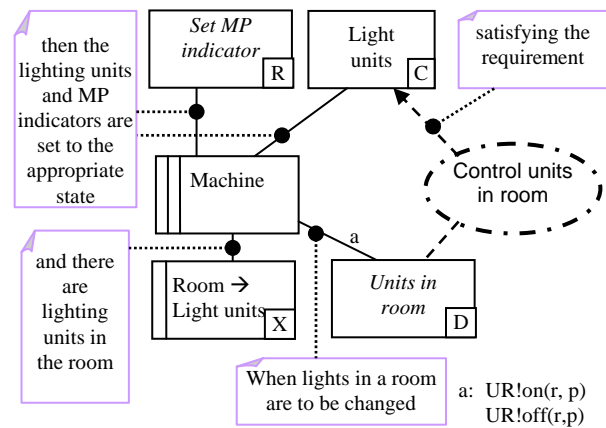 then the
lighting units
and MP
indicators are
set to the
appropriate
state
Set MP
indicator
R
Light
units
C
satisfying the
requirement
Machine
Control units
in room
a
and there
are
lighting
units in
the room
Room →
Light units
X
Units in
room
D
When lights in a room
are to be changed
a: UR!on(r, p)
UR!off(r,p)